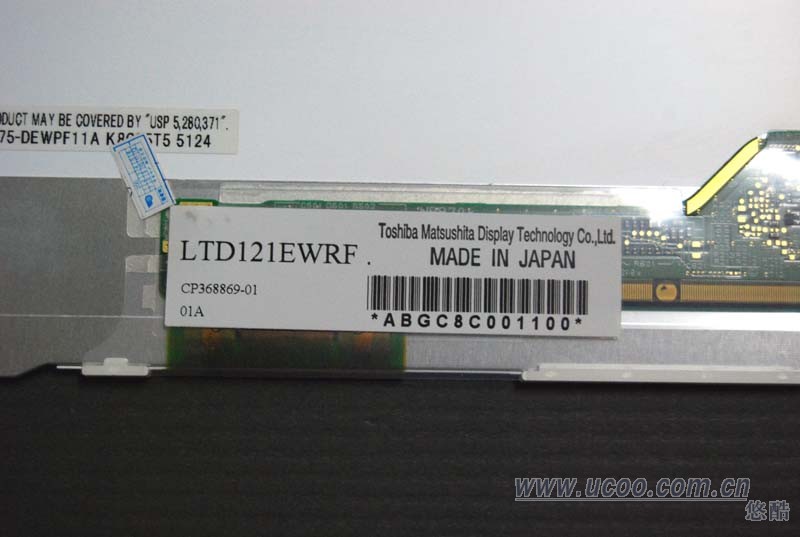 ODUCT MAY BE COVERED BY "USP 5,280,371".
75-DEWPF11A 5124
Toshiba Matsushita Display Technology Co.,Ltd.
LTD121EWRF .
MADE IN JAPAN
CP368869-01
01A
*ABGC8C001100*
www.ucoo.com.cn
悠酷